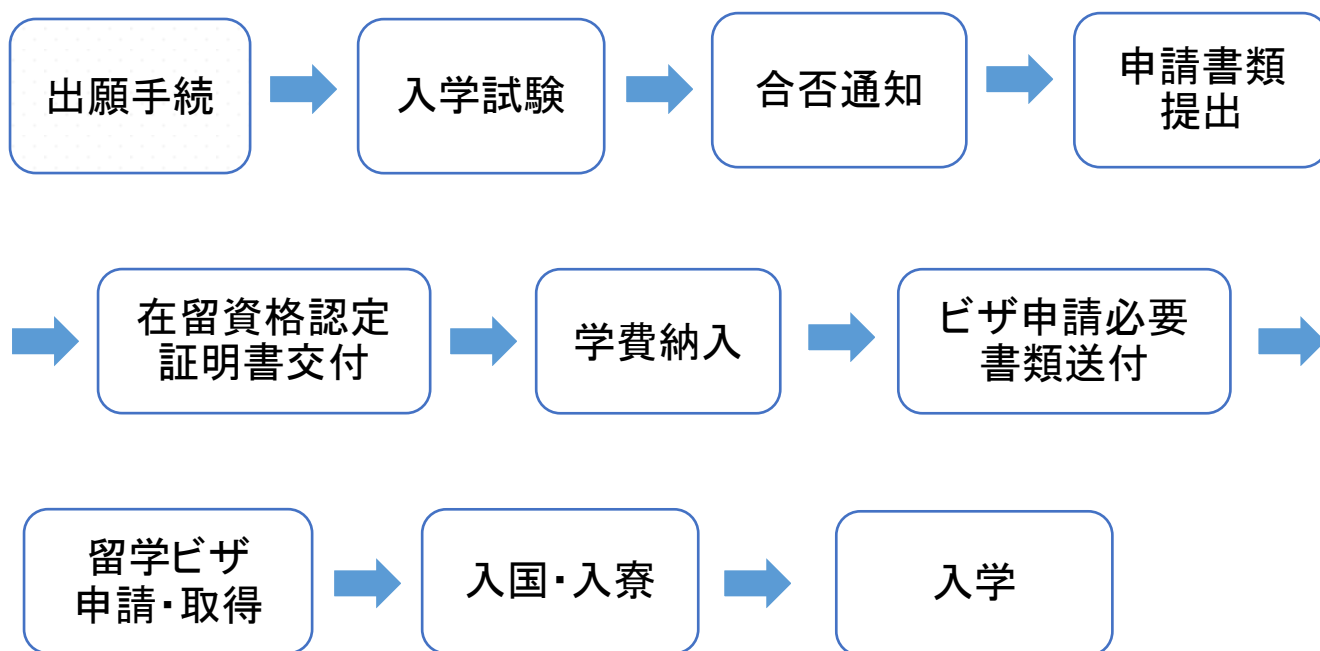 出願手続
入学試験
合否通知
申請書類
提出
在留資格認定
証明書交付
学費納入
ビザ申請必要
書類送付
留学ビザ
申請・取得
入国・入寮
入学